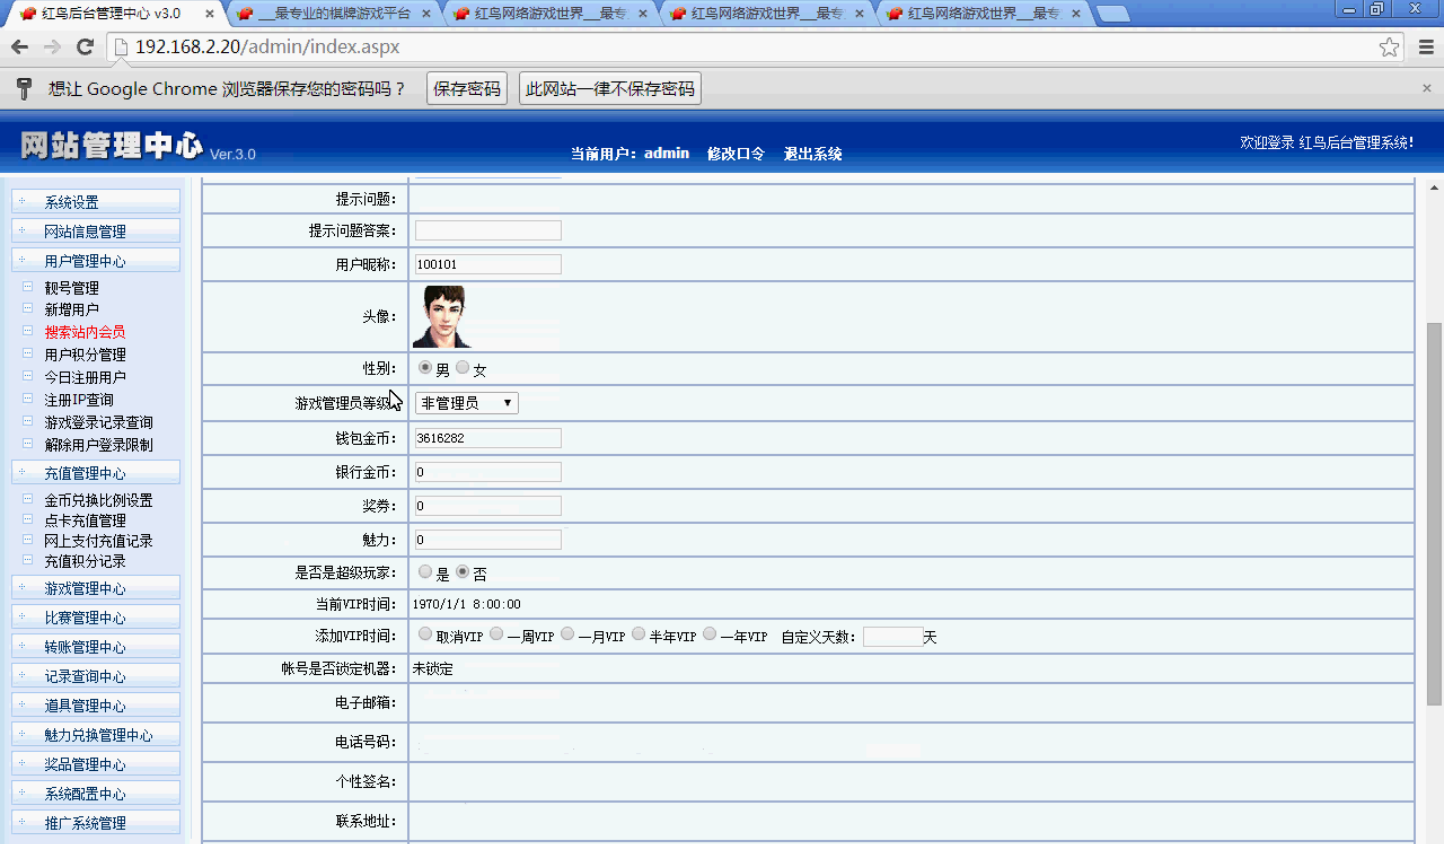 红鸟后台管理中心 v3.0
__最专业的棋牌游戏平台
红鸟网络游戏世界__最专
红鸟网络游戏世界__最专
红鸟网络游戏世界__最专
192.168.2.20/admin/index.aspx
想让 Google Chrome 浏览器保存您的密码吗？
保存密码
此网站一律不保存密码
网站管理中心 Ver.3.0
当前用户：admin 修改口令 退出系统
欢迎登录 红鸟后台管理系统!
系统设置
网站信息管理
用户管理中心
靓号管理
新增用户
搜索站内会员
用户积分管理
今日注册用户
注册IP查询
游戏登录记录查询
解除用户登录限制
充值管理中心
金币兑换比例设置
点卡充值管理
网上支付充值记录
充值积分记录
游戏管理中心
比赛管理中心
转账管理中心
记录查询中心
道具管理中心
魅力兑换管理中心
奖品管理中心
系统配置中心
推广系统管理
提示问题：
提示问题答案：
用户昵称： 100101
头像：
性别： 男 女
游戏管理员等级 非管理员
钱包金币： 3616282
银行金币： 0
奖券： 0
魅力： 0
是否是超级玩家： 是 否
当前VIP时间： 1970/1/1 8:00:00
添加VIP时间： 取消VIP 一周VIP 一月VIP 半年VIP 一年VIP 自定义天数： 天
帐号是否锁定机器： 未锁定
电子邮箱：
电话号码：
个性签名：
联系地址：